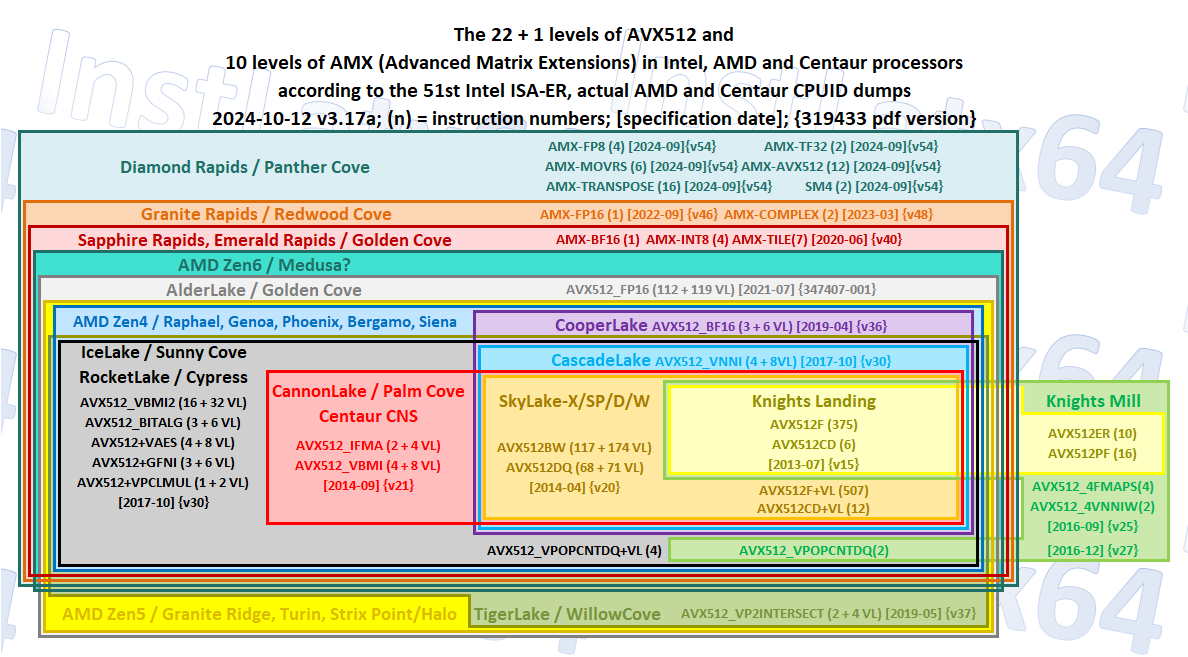 The 22 + 1 levels of AVX512 and
10 levels of AMX (Advanced Matrix Extensions) in Intel, AMD and Centaur processors
according to the 51st Intel ISA-ER, actual AMD and Centaur CPUID dumps
2024-10-12 v3.17a; (n) = instruction numbers; [specification date]; {319433 pdf version}
Diamond Rapids / Panther Cove
AMX-FP8 (4) [2024-09]{v54} AMX-TF32 (2) [2024-09]{v54}
AMX-MOVRS (6) [2024-09]{v54} AMX-AVX512 (12) [2024-09]{v54}
AMX-TRANSPOSE (16) [2024-09]{v54} SM4 (2) [2024-09]{v54}
Granite Rapids / Redwood Cove AMX-FP16 (1) [2022-09] {v46} AMX-COMPLEX (2) [2023-03] {v48}
Sapphire Rapids, Emerald Rapids / Golden Cove AMX-BF16 (1) AMX-INT8 (4) AMX-TILE(7) [2020-06] {v40}
AMD Zen6 / Medusa?
AlderLake / Golden Cove AVX512_FP16 (112 + 119 VL) [2021-07] {347407-001}
AMD Zen4 / Raphael, Genoa, Phoenix, Bergamo, Siena
CooperLake AVX512_BF16 (3 + 6 VL) [2019-04] {v36}
IceLake / Sunny Cove
RocketLake / Cypress
AVX512_VBMI2 (16 + 32 VL)
AVX512_BITALG (3 + 6 VL)
AVX512+VAES (4 + 8 VL)
AVX512+GFNI (3 + 6 VL)
AVX512+VPCLMUL (1 + 2 VL)
[2017-10] {v30}
CascadeLake AVX512_VNNI (4 + 8VL) [2017-10] {v30}
CannonLake / Palm Cove
Centaur CNS
AVX512_IFMA (2 + 4 VL)
AVX512_VBMI (4 + 8 VL)
[2014-09] {v21}
SkyLake-X/SP/D/W
AVX512BW (117 + 174 VL)
AVX512DQ (68 + 71 VL)
[2014-04] {v20}
Knights Landing
AVX512F (375)
AVX512CD (6)
[2013-07] {v15}
AVX512F+VL (507)
AVX512CD+VL (12)
Knights Mill
AVX512ER (10)
AVX512PF (16)
AVX512_4FMAPS(4)
AVX512_4VNNIW(2)
[2016-09] {v25}
AVX512_VPOPCNTDQ+VL (4) AVX512_VPOPCNTDQ(2) [2016-12] {v27}
AMD Zen5 / Granite Ridge, Turin, Strix Point/Halo
TigerLake / WillowCove AVX512_VP2INTERSECT (2 + 4 VL) [2019-05] {v37}